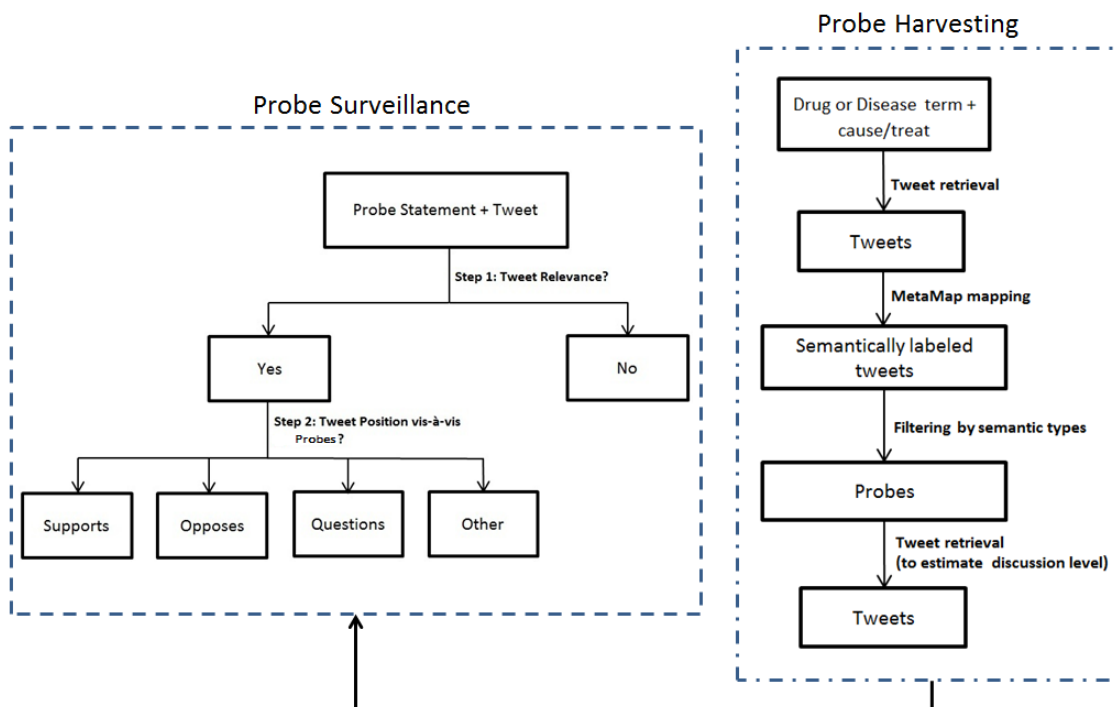 Probe Surveillance
Probe Statement + Tweet
Step 1: Tweet Relevance?
Yes
No
Step 2: Tweet Position vis-à-vis
Probes?
Supports
Opposes
Questions
Other
Probe Harvesting
Drug or Disease term +
cause/treat
Tweet retrieval
Tweets
MetaMap mapping
Semantically labeled
tweets
Filtering by semantic types
Probes
Tweet retrieval
(to estimate discussion level)
Tweets